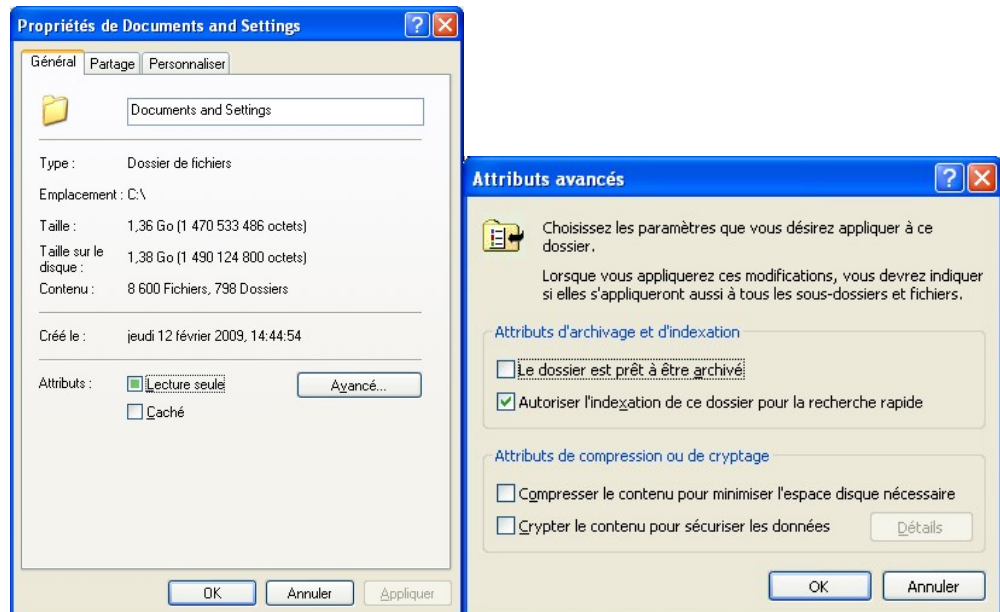 Propriétés de Documents and Settings
Général
Partage
Personnaliser
Documents and Settings
Type :
Dossier de fichiers
Emplacement :
C:\
Taille :
1,36 Go (1 470 533 486 octets)
Taille sur le
disque :
1,38 Go (1 490 124 800 octets)
Contenu :
8 600 Fichiers, 798 Dossiers
Créé le :
jeudi 12 février 2009, 14:44:54
Attributs :
Lecture seule
Avancé...
Caché
OK
Annuler
Appliquer
Attributs avancés
Choisissez les paramètres que vous désirez appliquer à ce
dossier.
Lorsque vous appliquerez ces modifications, vous devrez indiquer
si elles s'appliqueront aussi à tous les sous-dossiers et fichiers.
Attributs d'archivage et d'indexation
Le dossier est prêt à être archivé
Autoriser l'indexation de ce dossier pour la recherche rapide
Attributs de compression ou de cryptage
Compresser le contenu pour minimiser l'espace disque nécessaire
Crypter le contenu pour sécuriser les données
Détails
OK
Annuler